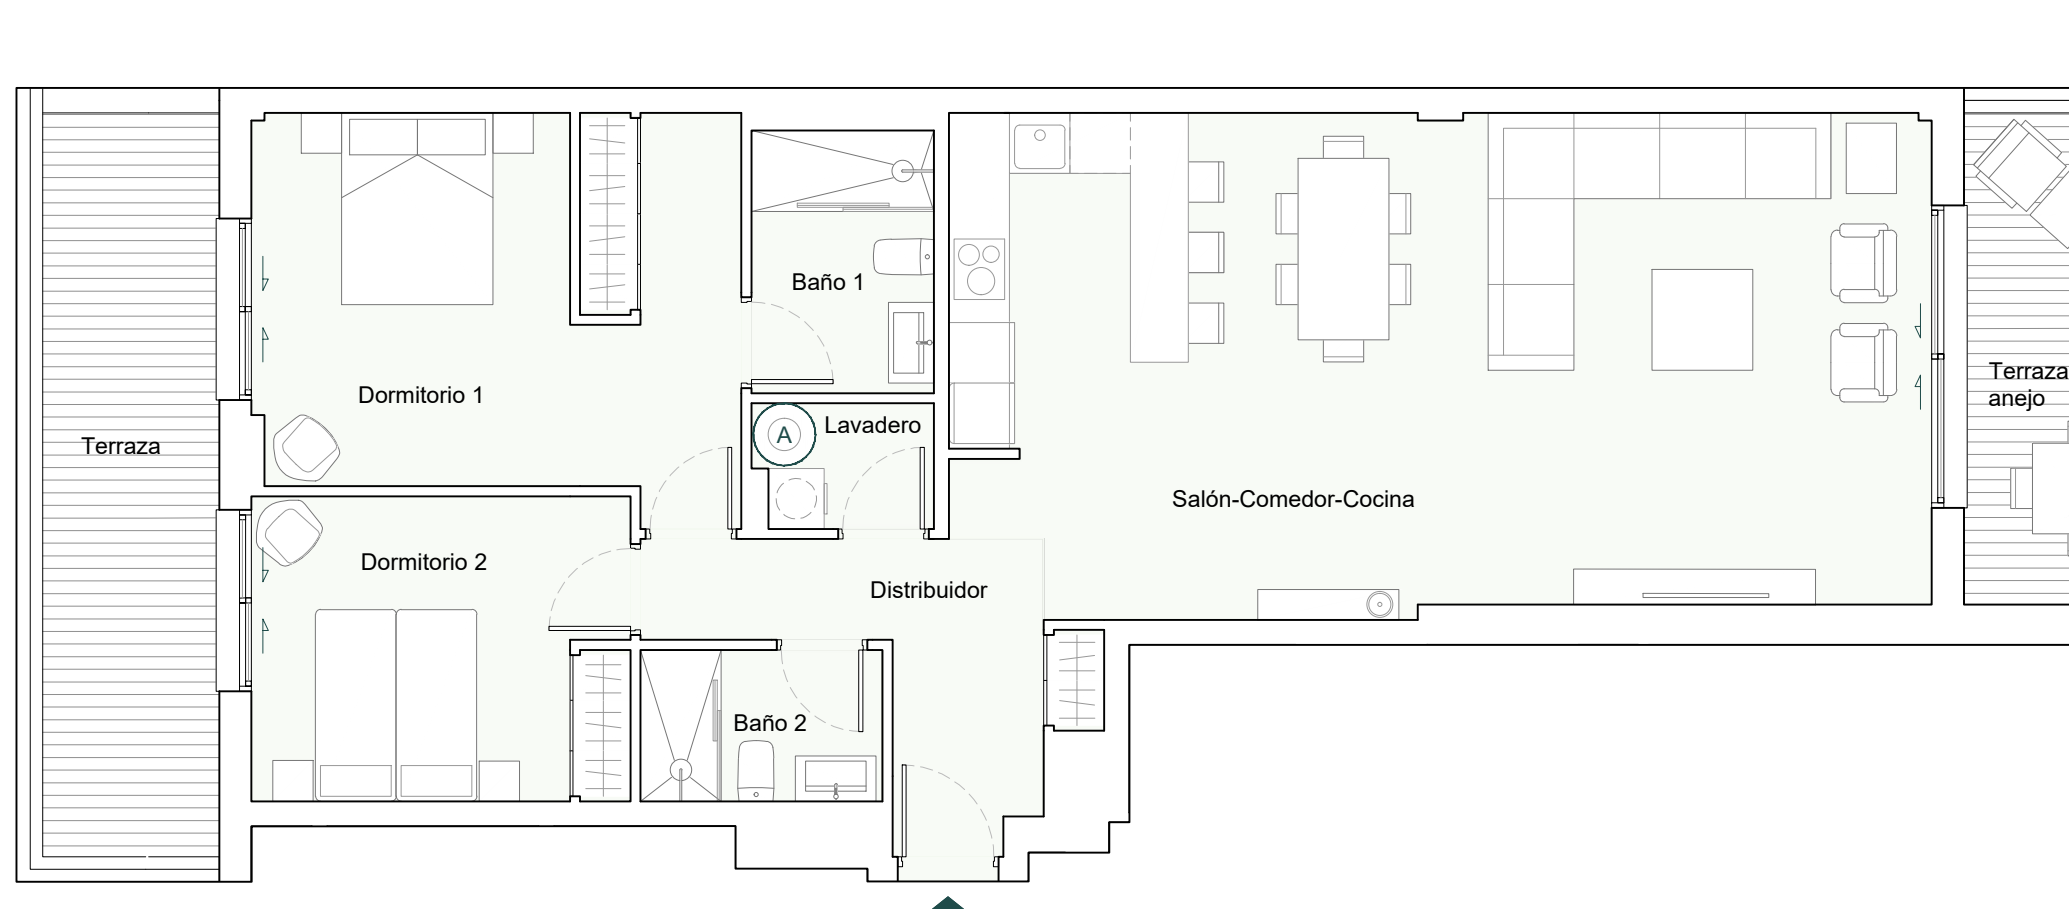 Baño 1
Dormitorio 1
Terraza
A
Lavadero
Terraza
anejo
Salón-Comedor-Cocina
Dormitorio 2
Distribuidor
Baño 2